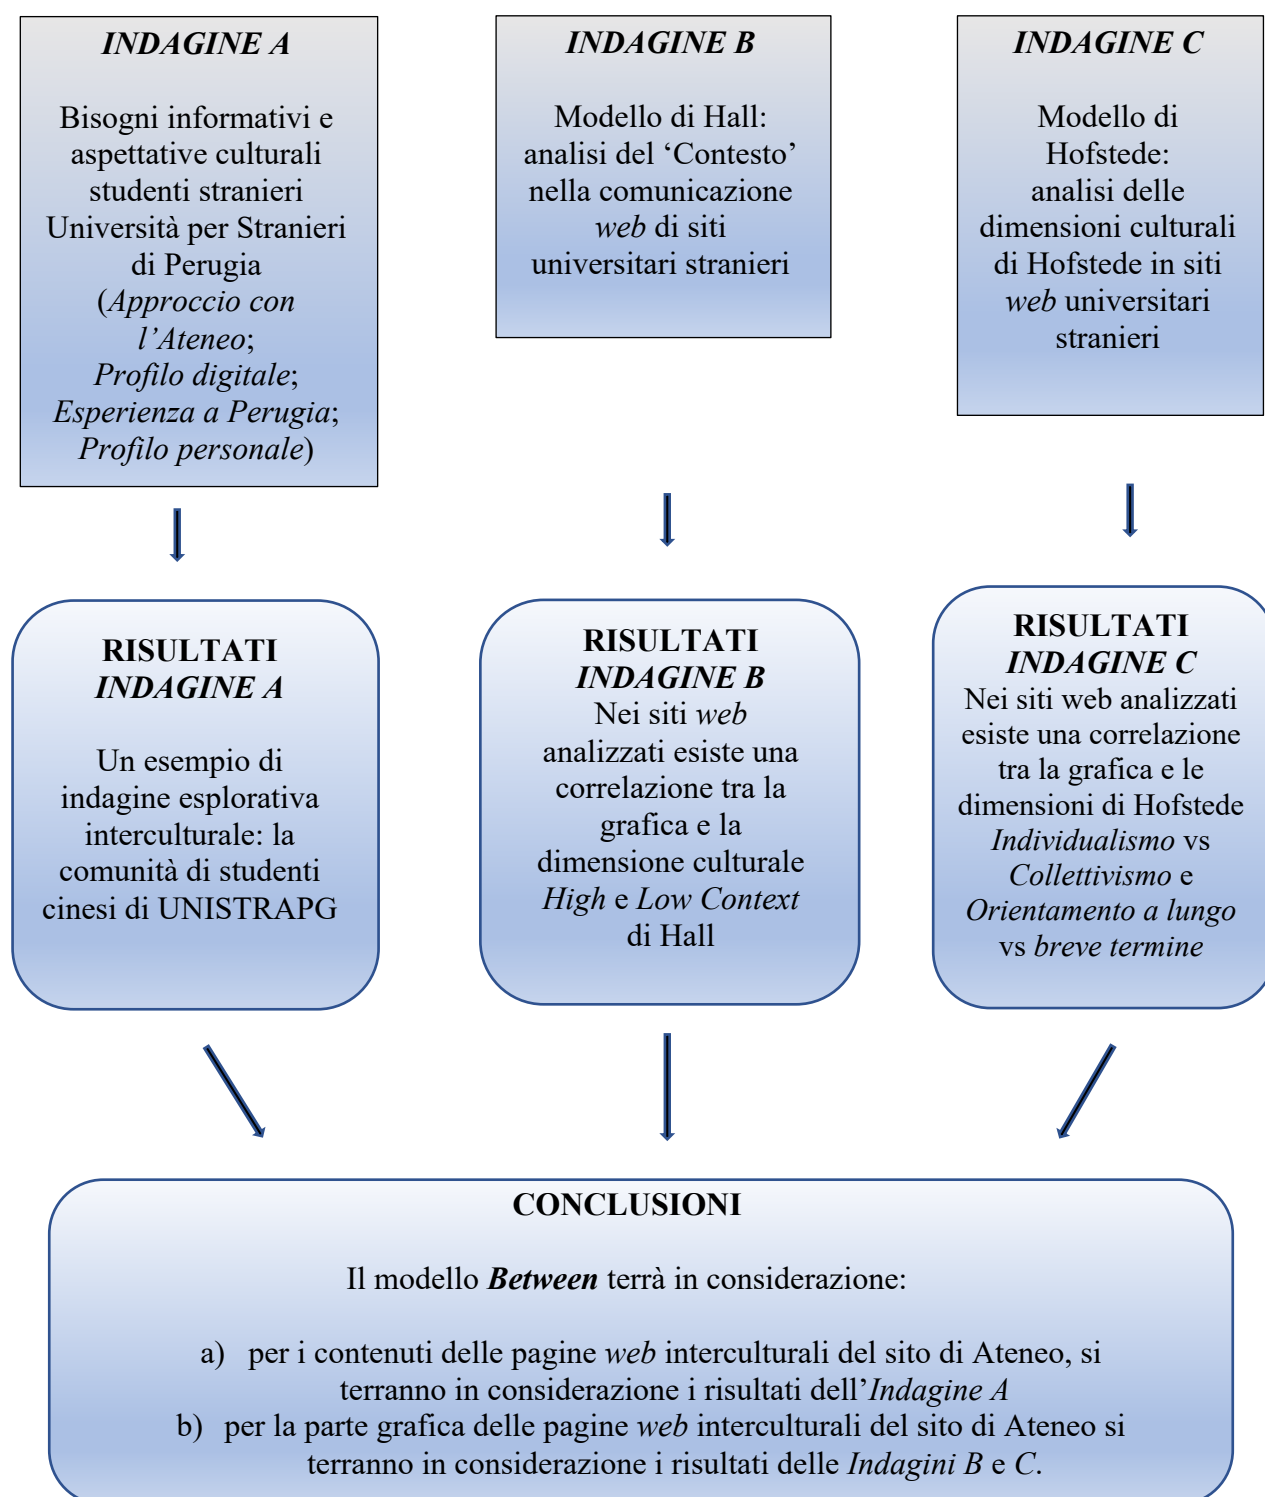 INDAGINE A
Bisogni informativi e
aspettative culturali
studenti stranieri
Università per Stranieri
di Perugia
(Approccio con
l’Ateneo;
Profilo digitale;
Esperienza a Perugia;
Profilo personale)
INDAGINE B
Modello di Hall:
analisi del ‘Contesto’
nella comunicazione
web di siti
universitari stranieri
INDAGINE C
Modello di
Hofstede:
analisi delle
dimensioni culturali
di Hofstede in siti
web universitari
stranieri
RISULTATI
INDAGINE A
Un esempio di
indagine esplorativa
interculturale: la
comunità di studenti
cinesi di UNISTRAPG
RISULTATI
INDAGINE B
Nei siti web
analizzati esiste una
correlazione tra la
grafica e la
dimensione culturale
High e Low Context
di Hall
RISULTATI
INDAGINE C
Nei siti web analizzati
esiste una correlazione
tra la grafica e le
dimensioni di Hofstede
Individualismo vs
Collettivismo e
Orientamento a lungo
vs breve termine
CONCLUSIONI
Il modello Between terrà in considerazione:
a) per i contenuti delle pagine web interculturali del sito di Ateneo, si
terranno in considerazione i risultati dell’Indagine A
b) per la parte grafica delle pagine web interculturali del sito di Ateneo si
terranno in considerazione i risultati delle Indagini B e C.